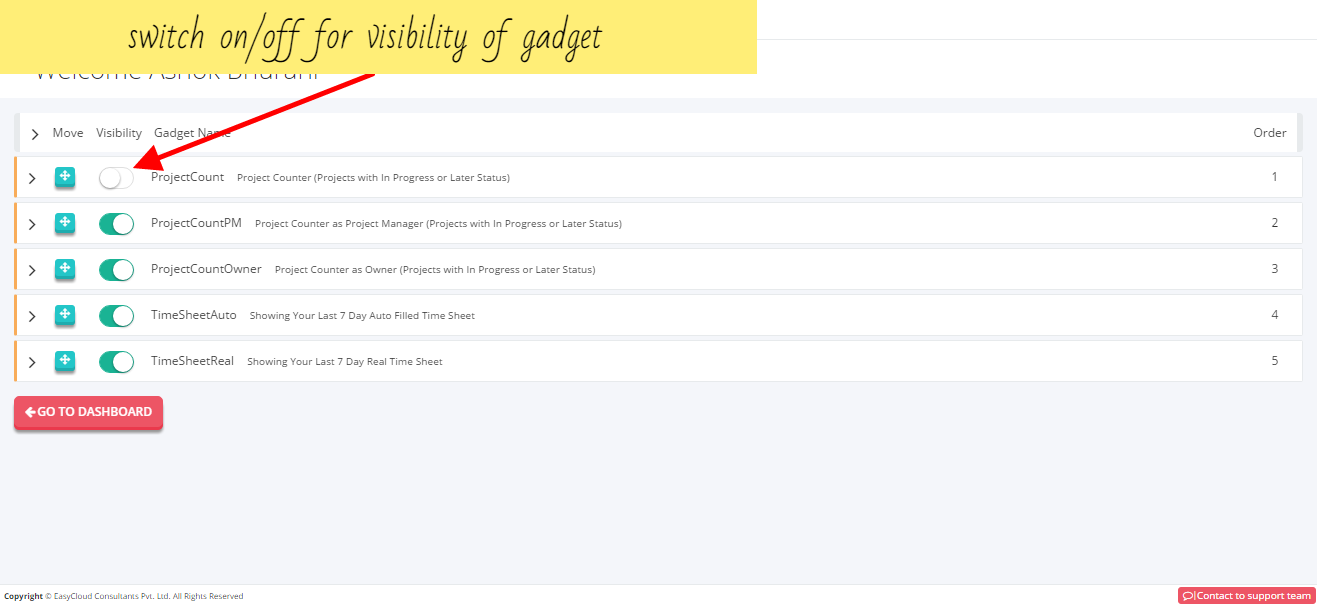 switch on/off for visibility of gadget
Move Visibility Gadget Name Order
ProjectCount Project Counter (Projects with In Progress or Later Status) 1
ProjectCountPM Project Counter as Project Manager (Projects with In Progress or Later Status) 2
ProjectCountOwner Project Counter as Owner (Projects with In Progress or Later Status) 3
TimeSheetAuto Showing Your Last 7 Day Auto Filled Time Sheet 4
TimeSheetReal Showing Your Last 7 Day Real Time Sheet 5
GO TO DASHBOARD
Copyright © EasyCloud Consultants Pvt. Ltd. All Rights Reserved |Contact to support team